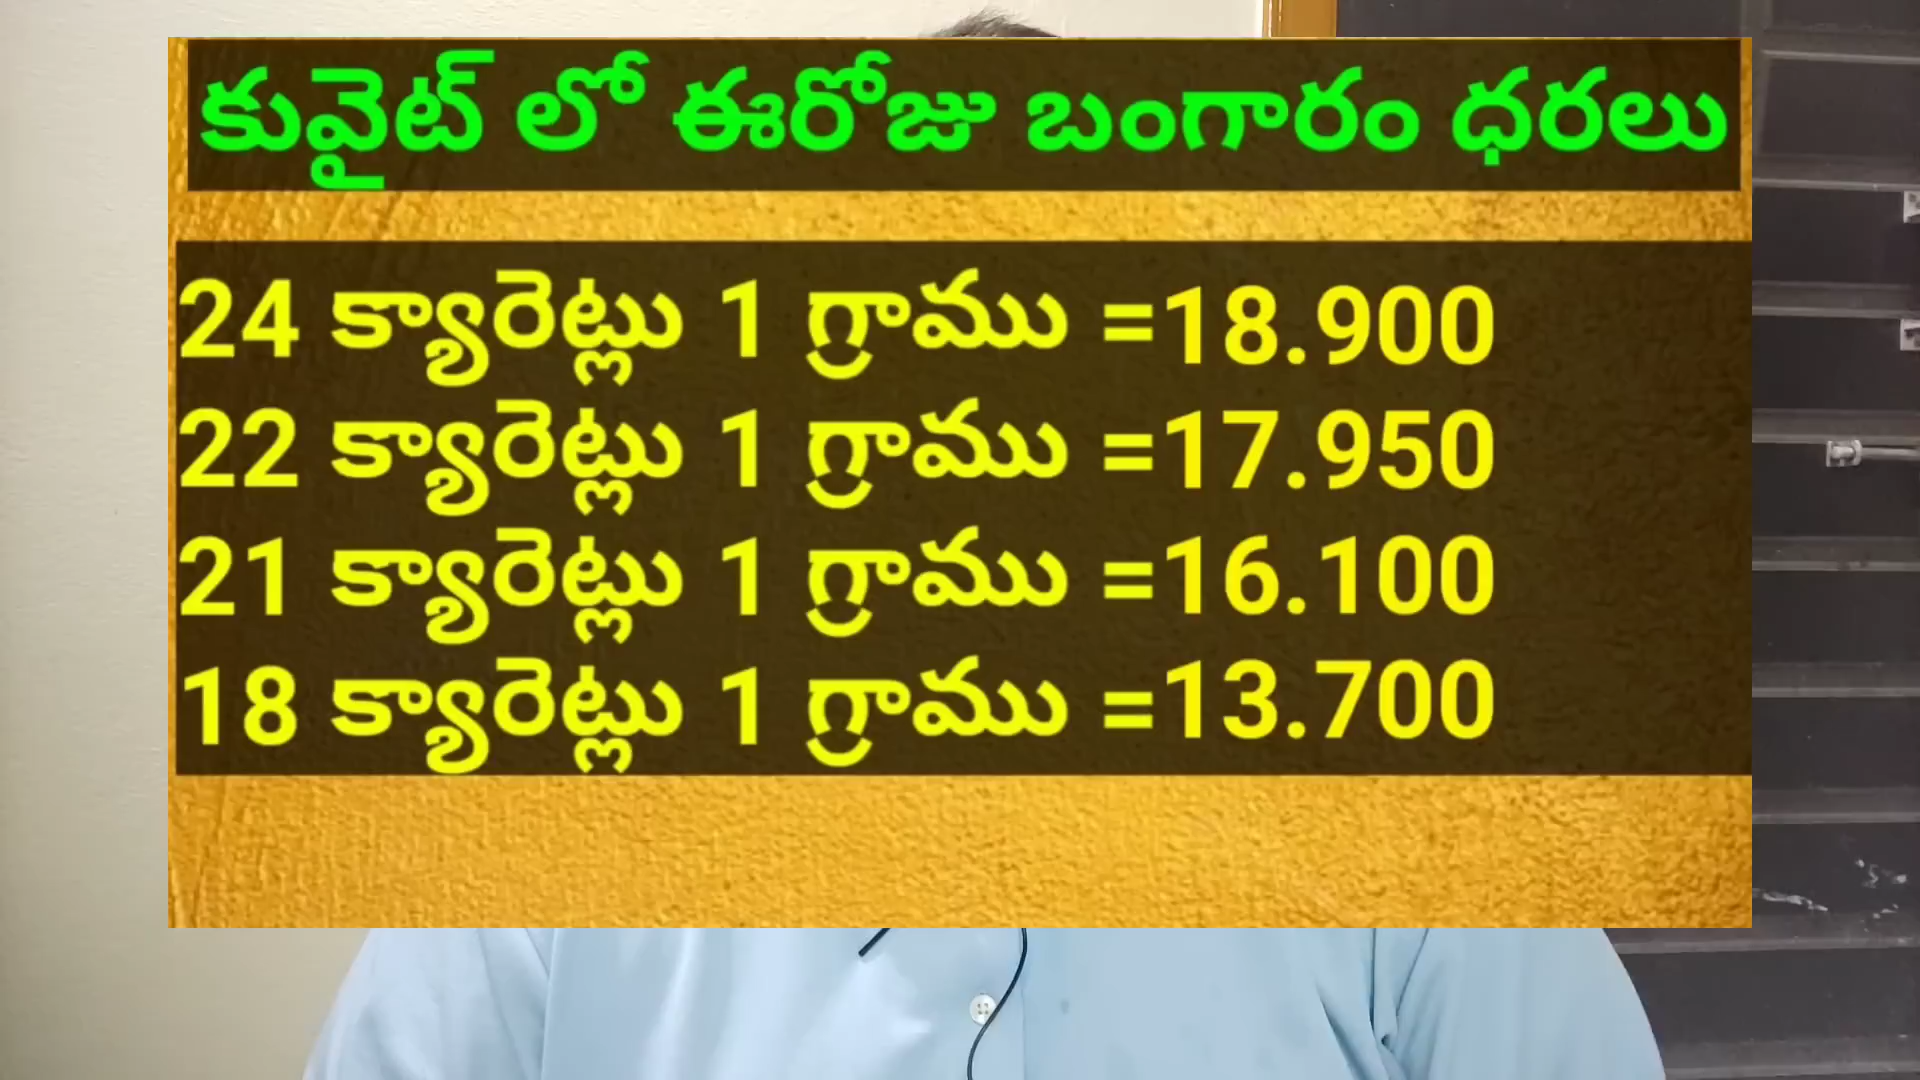 కువైట్ లో ఈరోజు బంగారం ధరలు
24 క్యారెట్లు 1 గ్రాము =18.900
22 క్యారెట్లు 1 గ్రాము =17.950
21 క్యారెట్లు 1 గ్రాము =16.100
18 క్యారెట్లు 1 గ్రాము =13.700